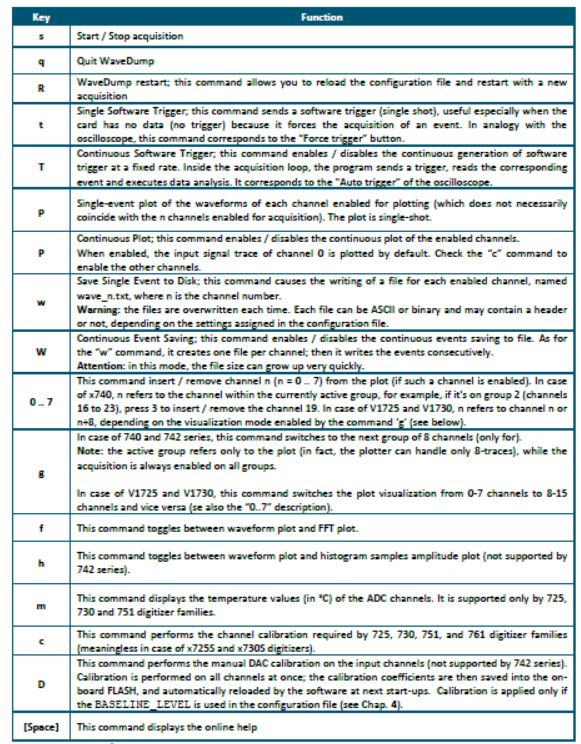 Key Function
s Start / Stop acquisition
q Quit WaveDump
R WaveDump restart; this command allows you to reload the configuration file and restart with a new
acquisition
t Single Software Trigger; this command sends a software trigger (single shot), useful especially when the
card has no data (no trigger) because it forces the acquisition of an event. In analogy with the
oscilloscope, this command corresponds to the "Force trigger" button.
T Continuous Software Trigger; this command enables / disables the continuous generation of software
trigger at a fixed rate. Inside the acquisition loop, the program sends a trigger, reads the corresponding
event and executes data analysis. It corresponds to the "Auto trigger" of the oscilloscope.
p Single-event plot of the waveforms of each channel enabled for plotting (which does not necessarily
coincide with the n channels enabled for acquisition). The plot is single-shot.
P Continuous Plot; this command enables / disables the continuous plot of the enabled channels.
When enabled, the input signal trace of channel 0 is plotted by default. Check the "c" command to
enable the other channels.
w Save Single Event to Disk; this command causes the writing of a file for each enabled channel, named
wave_n.txt, where n is the channel number.
Warning: the files are overwritten each time. Each file can be ASCII or binary and may contain a header
or not, depending on the settings assigned in the configuration file.
W Continuous Event Saving; this command enables / disables the continuous events saving to file. As for
the "w" command, it creates one file per channel; then it writes the events consecutively.
Attention: in this mode, the file size can grow up very quickly.
0 .. 7 This command insert / remove channel n (n = 0 .. 7) from the plot (if such a channel is enabled). In case
of x740, n refers to the channel within the currently active group, for example, if it's on group 2 (channels
16 to 23), press 3 to insert / remove the channel 19. In case of V1725 and V1730, n refers to channel n or
n+8, depending on the visualization mode enabled by the command 'g' (see below).
g In case of 740 and 742 series, this command switches to the next group of 8 channels (only for).
Note: the active group refers only to the plot (in fact, the plotter can handle only 8-traces), while the
acquisition is always enabled on all groups.
In case of V1725 and V1730, this command switches the plot visualization from 0-7 channels to 8-15
channels and vice versa (se also the "0..7" description).
f This command toggles between waveform plot and FFT plot.
h This command toggles between waveform plot and histogram samples amplitude plot (not supported by
742 series).
m This command displays the temperature values (in °C) of the ADC channels. It is supported only by 725,
730 and 751 digitizer families.
c This command performs the channel calibration required by 725, 730, 751, and 761 digitizer families
(meaningless in case of x725S and x730S digitizers).
D This command performs the manual DAC calibration on the input channels (not supported by 742 series).
Calibration is performed on all channels at once; the calibration coefficients are then saved into the on-
board FLASH, and automatically reloaded by the software at next start-ups. Calibration is applied only if
the BASELINE_LEVEL is used in the configuration file (see Chap. 4).
[Space] This command displays the online help